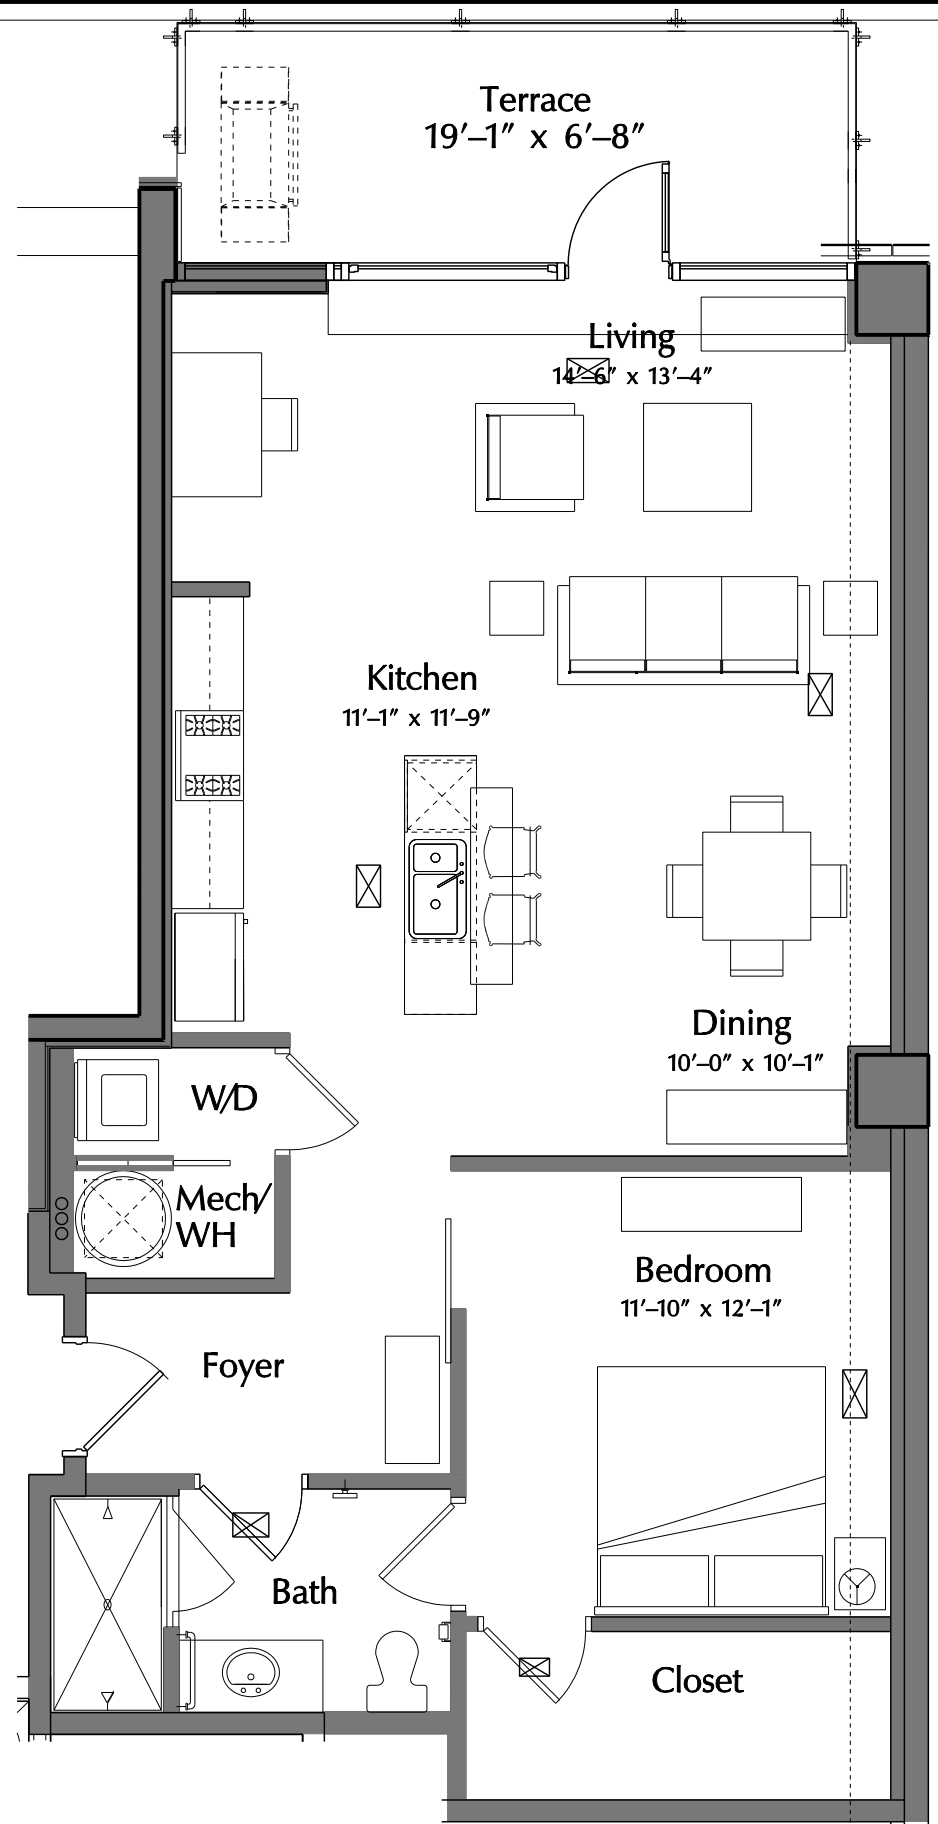 Terrace
19′–1″ x 6′–8″
Living
14′–6″ x 13′–4″
Kitchen
11′–1″ x 11′–9″
Dining
10′–0″ x 10′–1″
W/D
Mech/
WH
Bedroom
11′–10″ x 12′–1″
Foyer
Bath
Closet